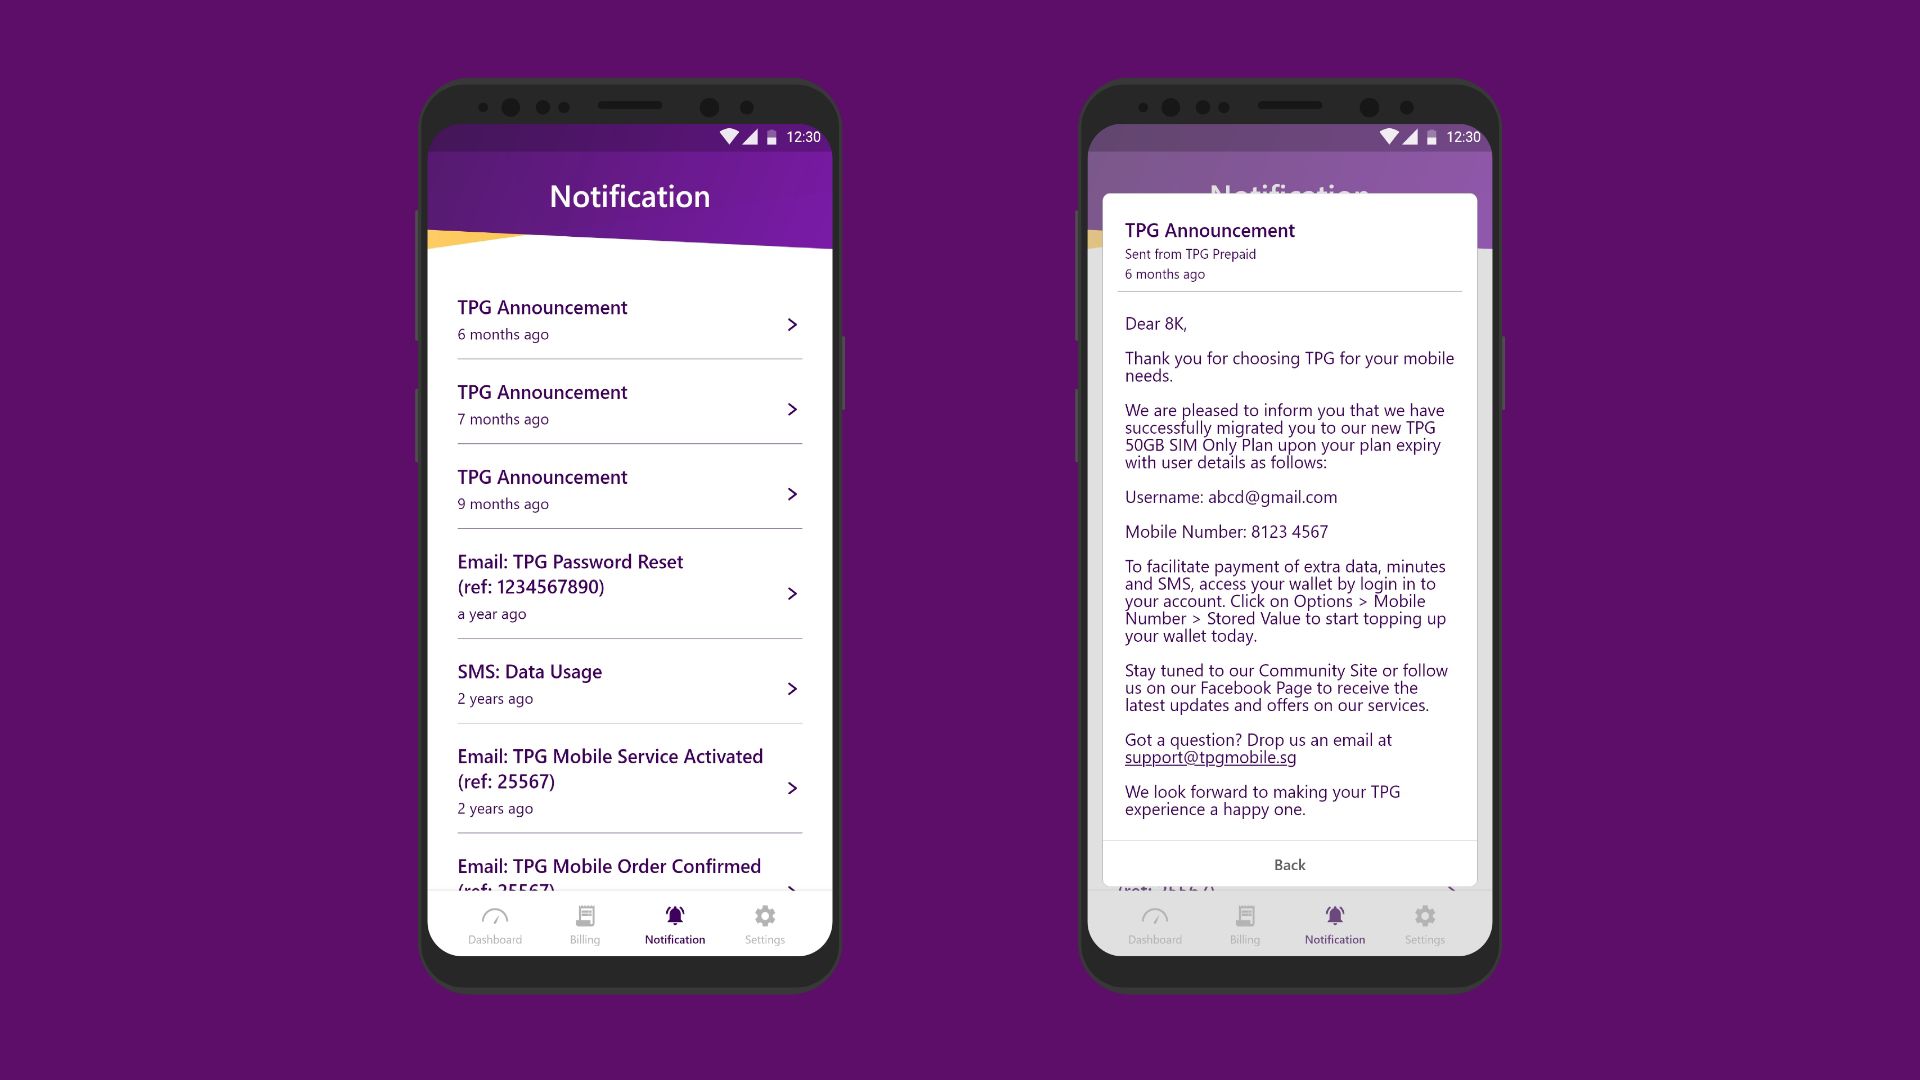 12:30
Notification
TPG Announcement
6 months ago
TPG Announcement
7 months ago
TPG Announcement
9 months ago
Email: TPG Password Reset
(ref: 1234567890)
a year ago
SMS: Data Usage
2 years ago
Email: TPG Mobile Service Activated
(ref: 25567)
2 years ago
Email: TPG Mobile Order Confirmed
(ref: 25567)
Dashboard
Billing
Notification
Settings
12:30
Notification
TPG Announcement
Sent from TPG Prepaid
6 months ago
Dear 8K,
Thank you for choosing TPG for your mobile
needs.
We are pleased to inform you that we have
successfully migrated you to our new TPG
50GB SIM Only Plan upon your plan expiry
with user details as follows:
Username: abcd@gmail.com
Mobile Number: 8123 4567
To facilitate payment of extra data, minutes
and SMS, access your wallet by login in to
your account. Click on Options > Mobile
Number > Stored Value to start topping up
your wallet today.
Stay tuned to our Community Site or follow
us on our Facebook Page to receive the
latest updates and offers on our services.
Got a question? Drop us an email at
support@tpgmobile.sg
We look forward to making your TPG
experience a happy one.
Back
(ref: 25567)
Dashboard
Billing
Notification
Settings